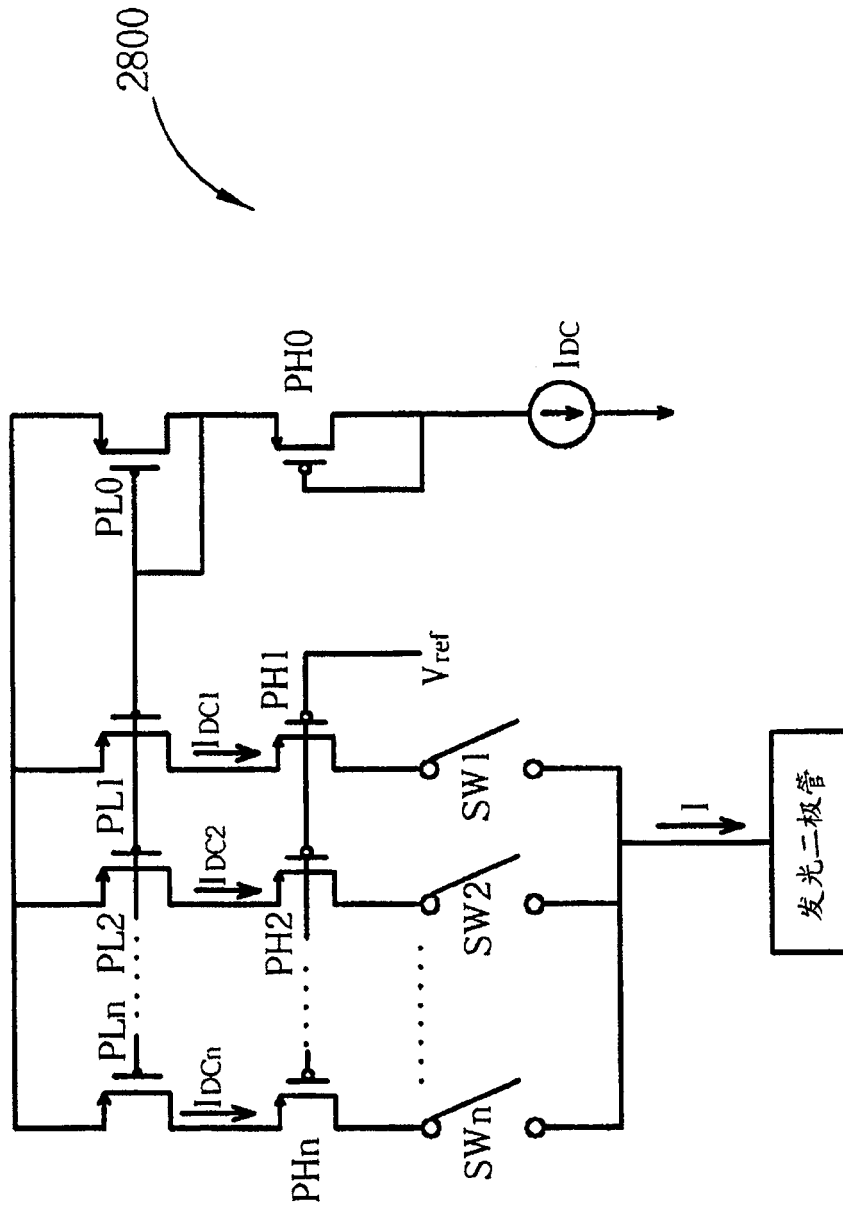 2800
PL0
PH0
IDC
PL1
IDC1
PH1
Vref
SW1
PL2
IDC2
PH2
SW2
PLn
IDCn
PHn
SWn
I
发光二极管